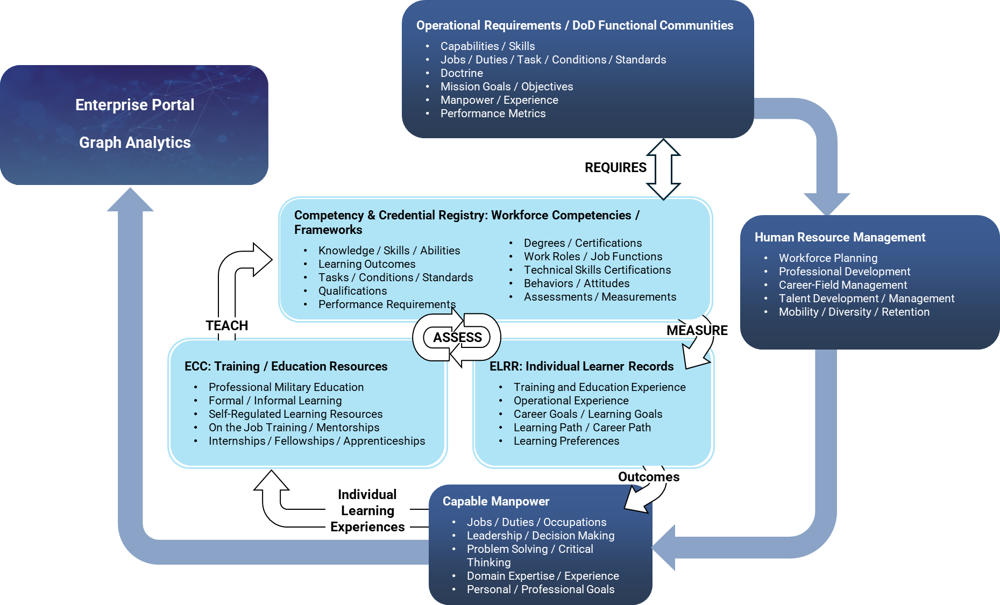 Operational Requirements / DoD Functional Communities
• Capabilities / Skills
• Jobs / Duties / Task / Conditions / Standards
• Doctrine
• Mission Goals / Objectives
• Manpower / Experience
• Performance Metrics
Enterprise Portal
Graph Analytics
REQUIRES
Competency & Credential Registry: Workforce Competencies /
Frameworks
• Knowledge / Skills / Abilities
• Learning Outcomes
• Tasks / Conditions / Standards
• Qualifications
• Performance Requirements
• Degrees / Certifications
• Work Roles / Job Functions
• Technical Skills Certifications
• Behaviors / Attitudes
• Assessments / Measurements
Human Resource Management
• Workforce Planning
• Professional Development
• Career-Field Management
• Talent Development / Management
• Mobility / Diversity / Retention
TEACH
ASSESS
MEASURE
ECC: Training / Education Resources
• Professional Military Education
• Formal / Informal Learning
• Self-Regulated Learning Resources
• On the Job Training / Mentorships
• Internships / Fellowships / Apprenticeships
ELRR: Individual Learner Records
• Training and Education Experience
• Operational Experience
• Career Goals / Learning Goals
• Learning Path / Career Path
• Learning Preferences
Outcomes
Individual
Learning
Experiences
Capable Manpower
• Jobs / Duties / Occupations
• Leadership / Decision Making
• Problem Solving / Critical
Thinking
• Domain Expertise / Experience
• Personal / Professional Goals